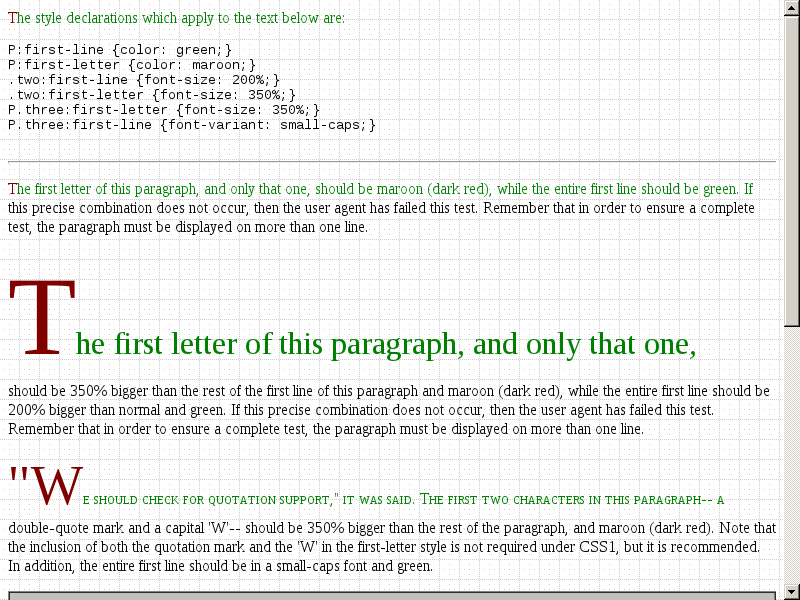 The style declarations which apply to the text below are:
P:first-line {color: green;}
P:first-letter {color: maroon;}
.two:first-line {font-size: 200%;}
.two:first-letter {font-size: 350%;}
P.three:first-letter {font-size: 350%;}
P.three:first-line {font-variant: small-caps;}
The first letter of this paragraph, and only that one, should be maroon (dark red), while the entire first line should be green. If
this precise combination does not occur, then the user agent has failed this test. Remember that in order to ensure a complete
test, the paragraph must be displayed on more than one line.
The first letter of this paragraph, and only that one,
should be 350% bigger than the rest of the first line of this paragraph and maroon (dark red), while the entire first line should be
200% bigger than normal and green. If this precise combination does not occur, then the user agent has failed this test.
Remember that in order to ensure a complete test, the paragraph must be displayed on more than one line.
"We should check for quotation support," it was said. The first two characters in this paragraph-- a
double-quote mark and a capital 'W'-- should be 350% bigger than the rest of the paragraph, and maroon (dark red). Note that
the inclusion of both the quotation mark and the 'W' in the first-letter style is not required under CSS1, but it is recommended.
In addition, the entire first line should be in a small-caps font and green.